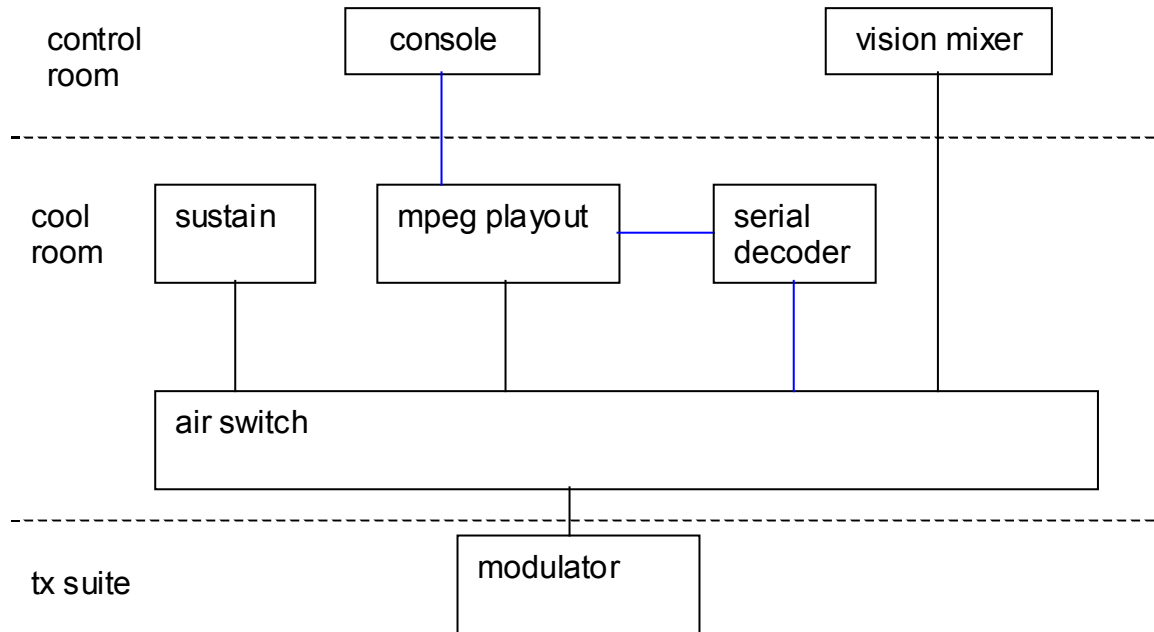 control
room
console
vision mixer
cool
room
sustain
mpeg playout
serial
decoder
air switch
tx suite
modulator